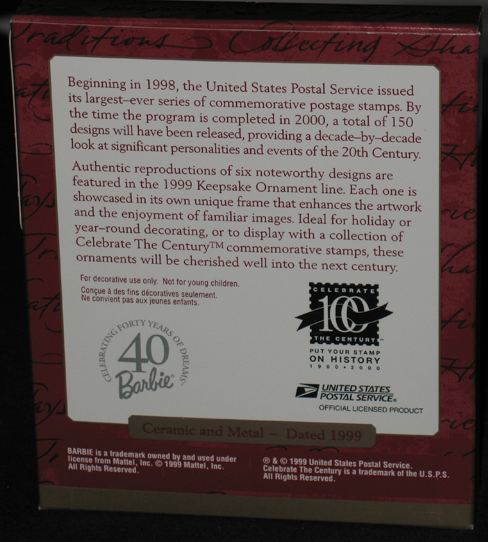 Traditions Collecting Sha
Beginning in 1998, the United States Postal Service issued
its largest–ever series of commemorative postage stamps. By
the time the program is completed in 2000, a total of 150
designs will have been released, providing a decade–by–decade
look at significant personalities and events of the 20th Century.
Authentic reproductions of six noteworthy designs are
featured in the 1999 Keepsake Ornament line. Each one is
showcased in its own unique frame that enhances the artwork
and the enjoyment of familiar images. Ideal for holiday or
year–round decorating, or to display with a collection of
Celebrate The Century™ commemorative stamps, these
ornaments will be cherished well into the next century.
For decorative use only. Not for young children.
Conçue à des fins décoratives seulement.
Ne convient pas aux jeunes enfants.
CELEBRATING FORTY YEARS OF DREAMS
40
Barbie
CELEBRATE
100
THE CENTURY™
PUT YOUR STAMP
ON HISTORY
1900•2000
UNITED STATES
POSTAL SERVICE®
OFFICIAL LICENSED PRODUCT
Ceramic and Metal – Dated 1999
BARBIE is a trademark owned by and used under
license from Mattel, Inc. © 1999 Mattel, Inc.
All Rights Reserved.
® & © 1999 United States Postal Service.
Celebrate The Century is a trademark of the U.S.P.S.
All Rights Reserved.